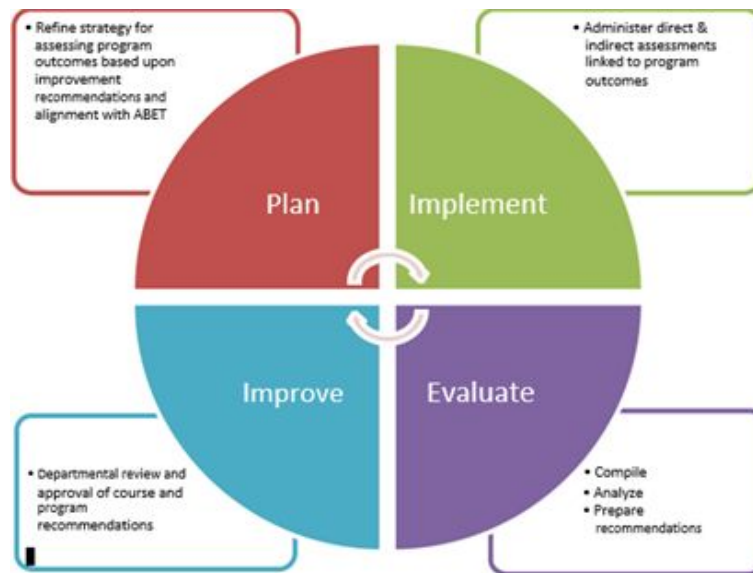 • Refine strategy for
assessing program
outcomes based upon
improvement
recommendations and
alignment with ABET
• Administer direct &
indirect assessments
linked to program
outcomes
Plan
Implement
Improve
Evaluate
• Departmental review and
approval of course and
program
recommendations
• Compile
• Analyze
• Prepare
recommendations